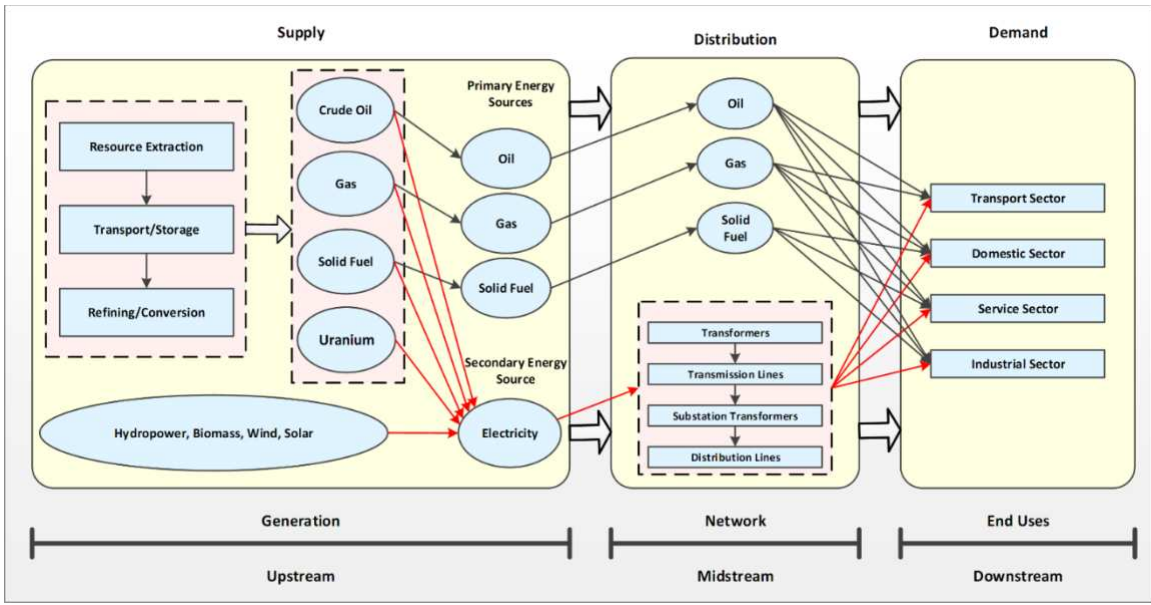 Supply
Distribution
Demand
Resource Extraction
Transport/Storage
Refining/Conversion
Crude Oil
Gas
Solid Fuel
Uranium
Hydropower, Biomass, Wind, Solar
Primary Energy
Sources
Oil
Gas
Solid Fuel
Secondary Energy
Source
Electricity
Oil
Gas
Solid
Fuel
Transformers
Transmission Lines
Substation Transformers
Distribution Lines
Transport Sector
Domestic Sector
Service Sector
Industrial Sector
Generation
Network
End Uses
Upstream
Midstream
Downstream